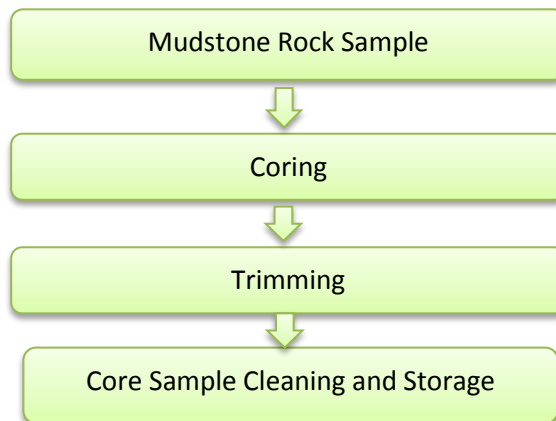 Mudstone Rock Sample
Coring
Trimming
Core Sample Cleaning and Storage